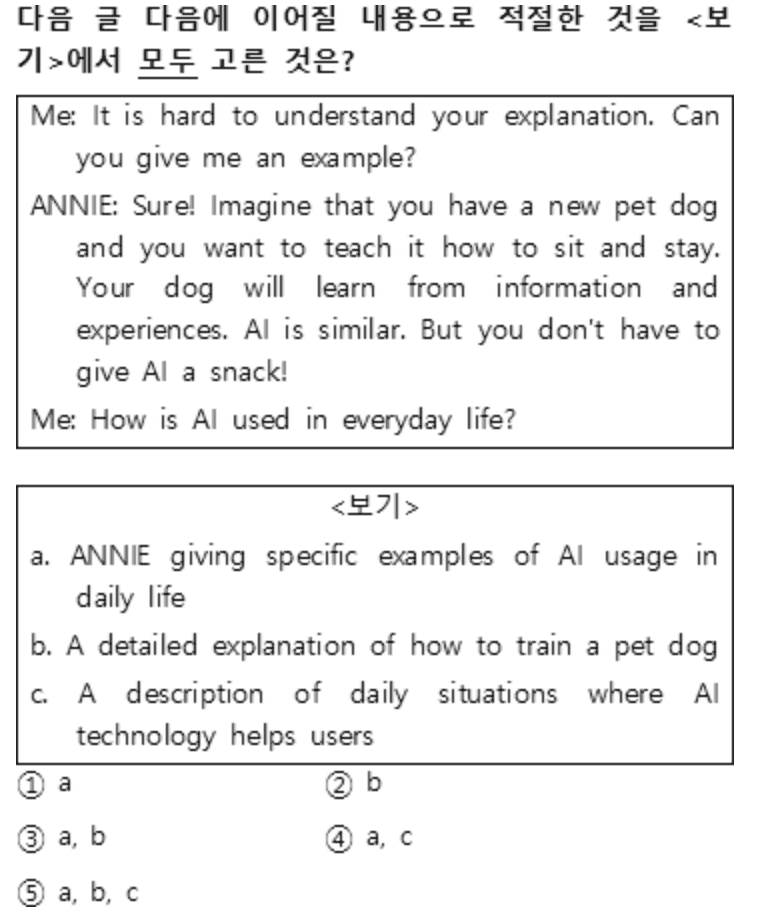 다음 글 다음에 이어질 내용으로 적절한 것을 <보
기>에서 모두 고른 것은?
Me: It is hard to understand your explanation. Can
you give me an example?
ANNIE: Sure! Imagine that you have a new pet dog
and you want to teach it how to sit and stay.
Your dog will learn from information and
experiences. AI is similar. But you don't have to
give AI a snack!
Me: How is AI used in everyday life?
<보기>
a. ANNIE giving specific examples of AI usage in
daily life
b. A detailed explanation of how to train a pet dog
c. A description of daily situations where AI
technology helps users
① a
② b
③ a, b
④ a, c
⑤ a, b, c